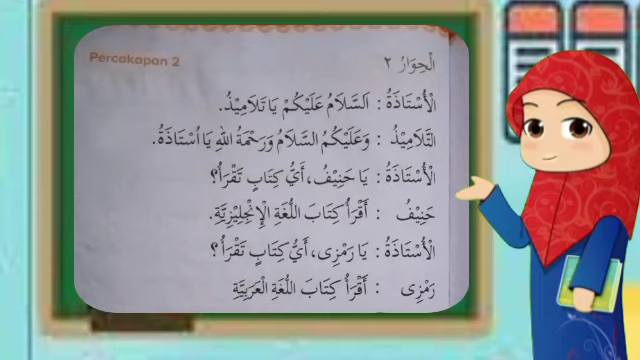 Percakapan 2
الْحِوَارُ ٢
الْأُسْتَاذَةُ : اَلسَّلَامُ عَلَيْكُمْ يَا تَلَامِيْذُ.
التَّلَامِيْذُ : وَعَلَيْكُمُ السَّلَامُ وَرَحْمَةُ اللهِ يَا اُسْتَاذَةُ.
الْأُسْتَاذَةُ : يَا حَنِيْفُ، أَيُّ كِتَابٍ تَقْرَأُ؟
حَنِيْفُ : أَقْرَأُ كِتَابَ اللُّغَةِ الْإِنْجِلِيْزِيَّةِ.
الْأُسْتَاذَةُ : يَا رَمْزِى، أَيُّ كِتَابٍ تَقْرَأُ؟
رَمْزِى : أَقْرَأُ كِتَابَ اللُّغَةِ الْعَرَبِيَّةِ